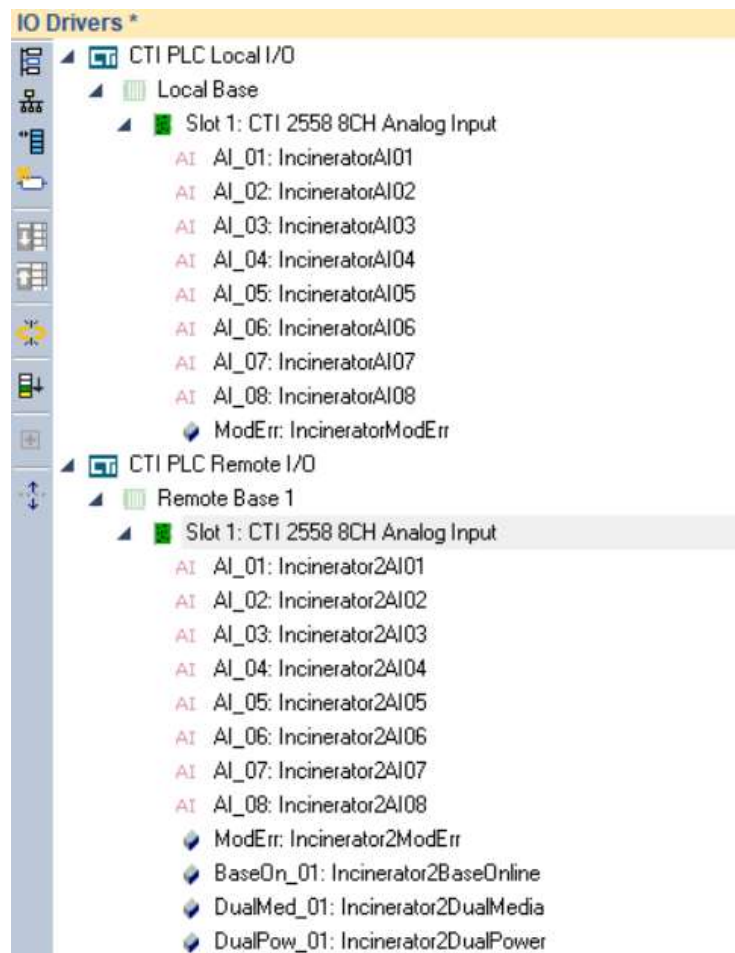 IO Drivers *
CTI CTI PLC Local I/O
Local Base
Slot 1: CTI 2558 8CH Analog Input
AI AI_01: IncineratorAI01
AI AI_02: IncineratorAI02
AI AI_03: IncineratorAI03
AI AI_04: IncineratorAI04
AI AI_05: IncineratorAI05
AI AI_06: IncineratorAI06
AI AI_07: IncineratorAI07
AI AI_08: IncineratorAI08
ModErr: IncineratorModErr
CTI CTI PLC Remote I/O
Remote Base 1
Slot 1: CTI 2558 8CH Analog Input
AI AI_01: Incinerator2AI01
AI AI_02: Incinerator2AI02
AI AI_03: Incinerator2AI03
AI AI_04: Incinerator2AI04
AI AI_05: Incinerator2AI05
AI AI_06: Incinerator2AI06
AI AI_07: Incinerator2AI07
AI AI_08: Incinerator2AI08
ModErr: Incinerator2ModErr
BaseOn_01: Incinerator2BaseOnline
DualMed_01: Incinerator2DualMedia
DualPow_01: Incinerator2DualPower